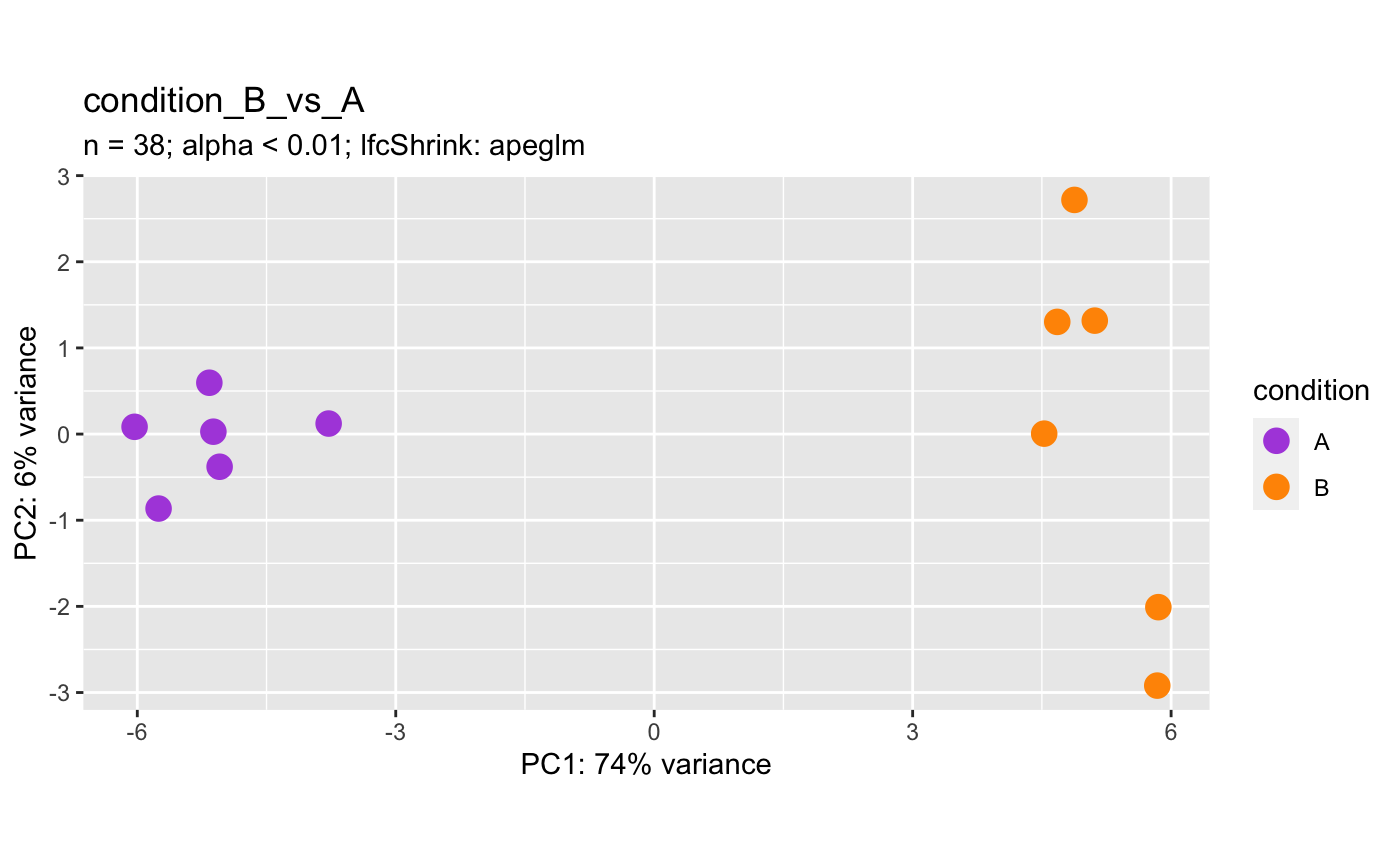 condition_B_vs_A
n = 38; alpha < 0.01; lfcShrink: apeglm
3
2
1
0
-1
-2
-3
PC2: 6% variance
-6
-3
0
3
6
PC1: 74% variance
condition
A
B